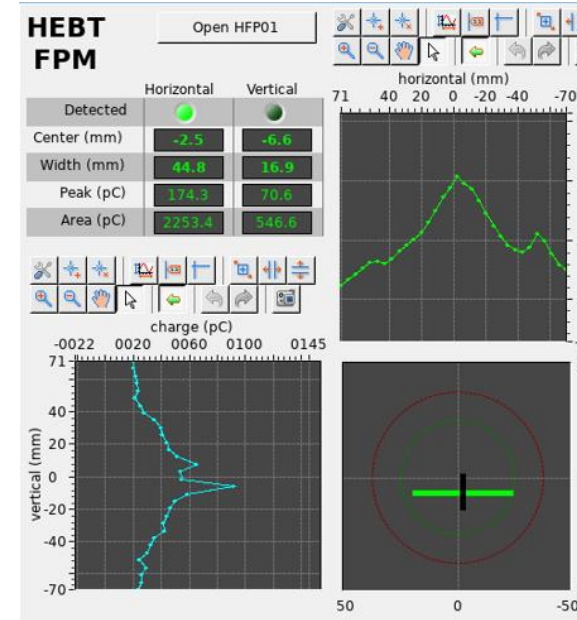 HEBT
FPM
Open HFP01
Horizontal Vertical
Detected
Center (mm) -2.5 -6.6
Width (mm) 44.8 16.9
Peak (pC) 174.3 70.6
Area (pC) 2253.4 546.6
horizontal (mm)
71 40 20 0 -20 -40 -70
charge (pC)
-0022 0020 0060 0100 0145
vertical (mm)
71
40
20
0
-20
-40
-70
50 0 -50